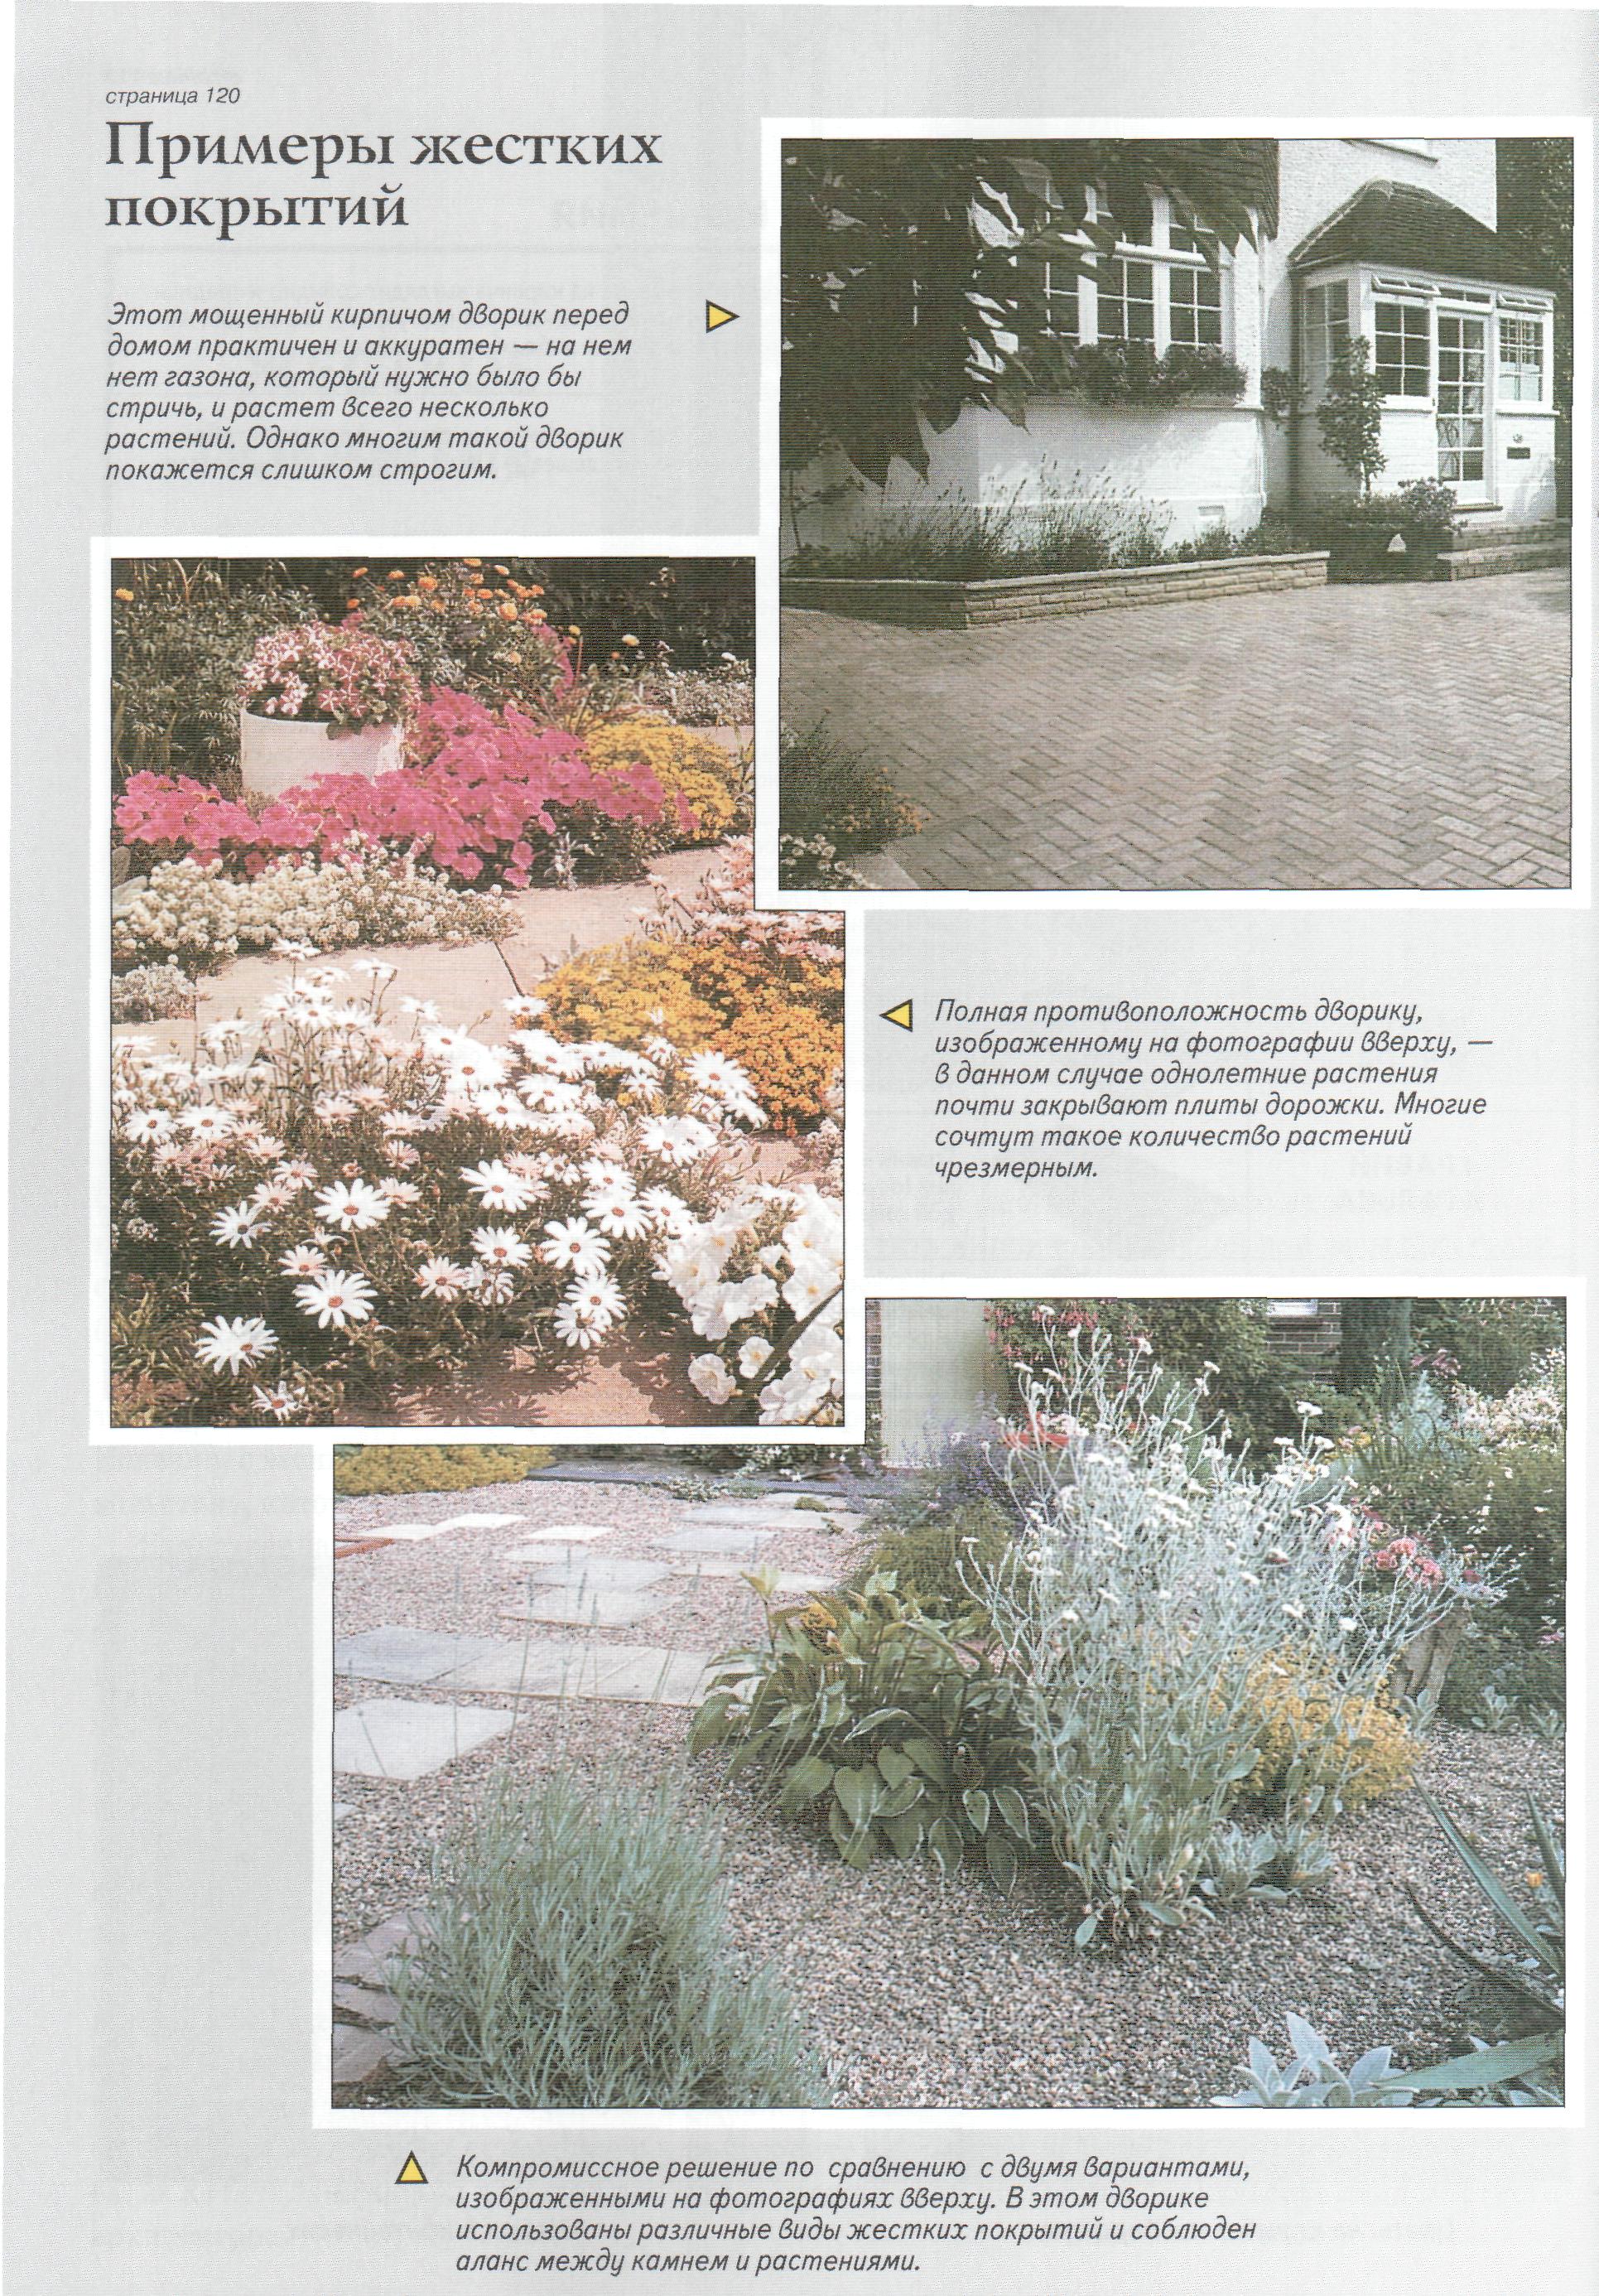 страница 120
Примеры жестких
покрытий
Этот мощенный кирпичом дворик перед
домом практичен и аккуратен — на нем
нет газона, который нужно было бы
стричь, и растет всего несколько
растений. Однако многим такой дворик
покажется слишком строгим.
Полная противоположность дворику,
изображенному на фотографии вверху, —
в данном случае однолетние растения
почти закрывают плиты дорожки. Многие
сочтут такое количество растений
чрезмерным.
Компромиссное решение по сравнению с двумя вариантами,
изображенными на фотографиях вверху. В этом дворике
использованы различные виды жестких покрытий и соблюден
аланс между камнем и растениями.